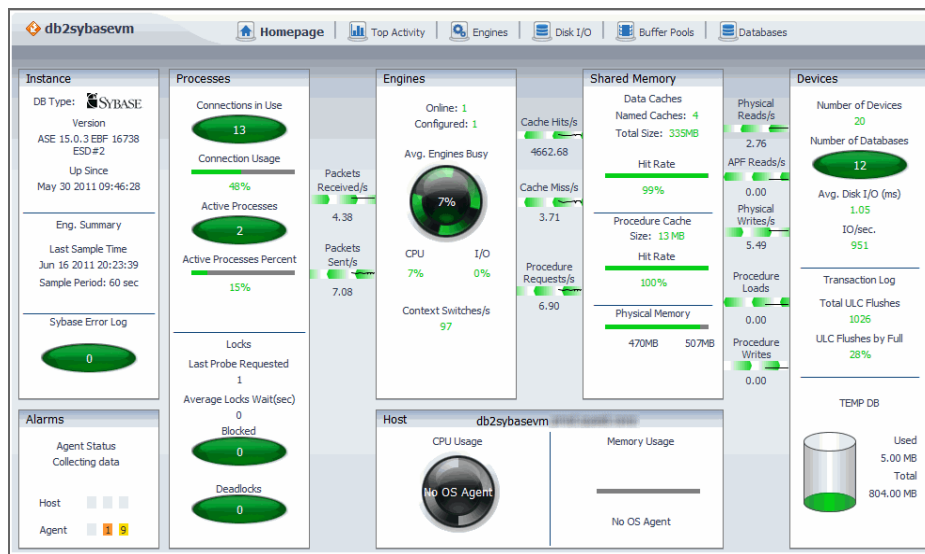 db2sybasevm
Homepage
Top Activity
Engines
Disk I/O
Buffer Pools
Databases
Instance
DB Type: SYBASE
Version
ASE 15.0.3 EBF 16738
ESD#2
Up Since
May 30 2011 09:46:28
Eng. Summary
Last Sample Time
Jun 16 2011 20:23:39
Sample Period: 60 sec
Sybase Error Log
0
Alarms
Agent Status
Collecting data
Host
Agent 1 9
Processes
Connections in Use
13
Connection Usage
48%
Active Processes
2
Active Processes Percent
15%
Locks
Last Probe Requested
1
Average Locks Wait(sec)
0
Blocked
0
Deadlocks
0
Packets
Received/s
4.38
Packets
Sent/s
7.08
Engines
Online: 1
Configured: 1
Avg. Engines Busy
7%
CPU I/O
7% 0%
Context Switches/s
97
Cache Hits/s
4662.68
Cache Miss/s
3.71
Procedure
Requests/s
6.90
Shared Memory
Data Caches
Named Caches: 4
Total Size: 335MB
Hit Rate
99%
Procedure Cache
Size: 13 MB
Hit Rate
100%
Physical Memory
470MB 507MB
Physical
Reads/s
2.76
APF Reads/s
0.00
Physical
Writes/s
5.49
Procedure
Loads
0.00
Procedure
Writes
0.00
Devices
Number of Devices
20
Number of Databases
12
Avg. Disk I/O (ms)
1.05
IO/sec.
951
Transaction Log
Total ULC Flushes
1026
ULC Flushes by Full
28%
TEMP DB
Used
5.00 MB
Total
804.00 MB
Host db2sybasevm
CPU Usage
No OS Agent
Memory Usage
No OS Agent